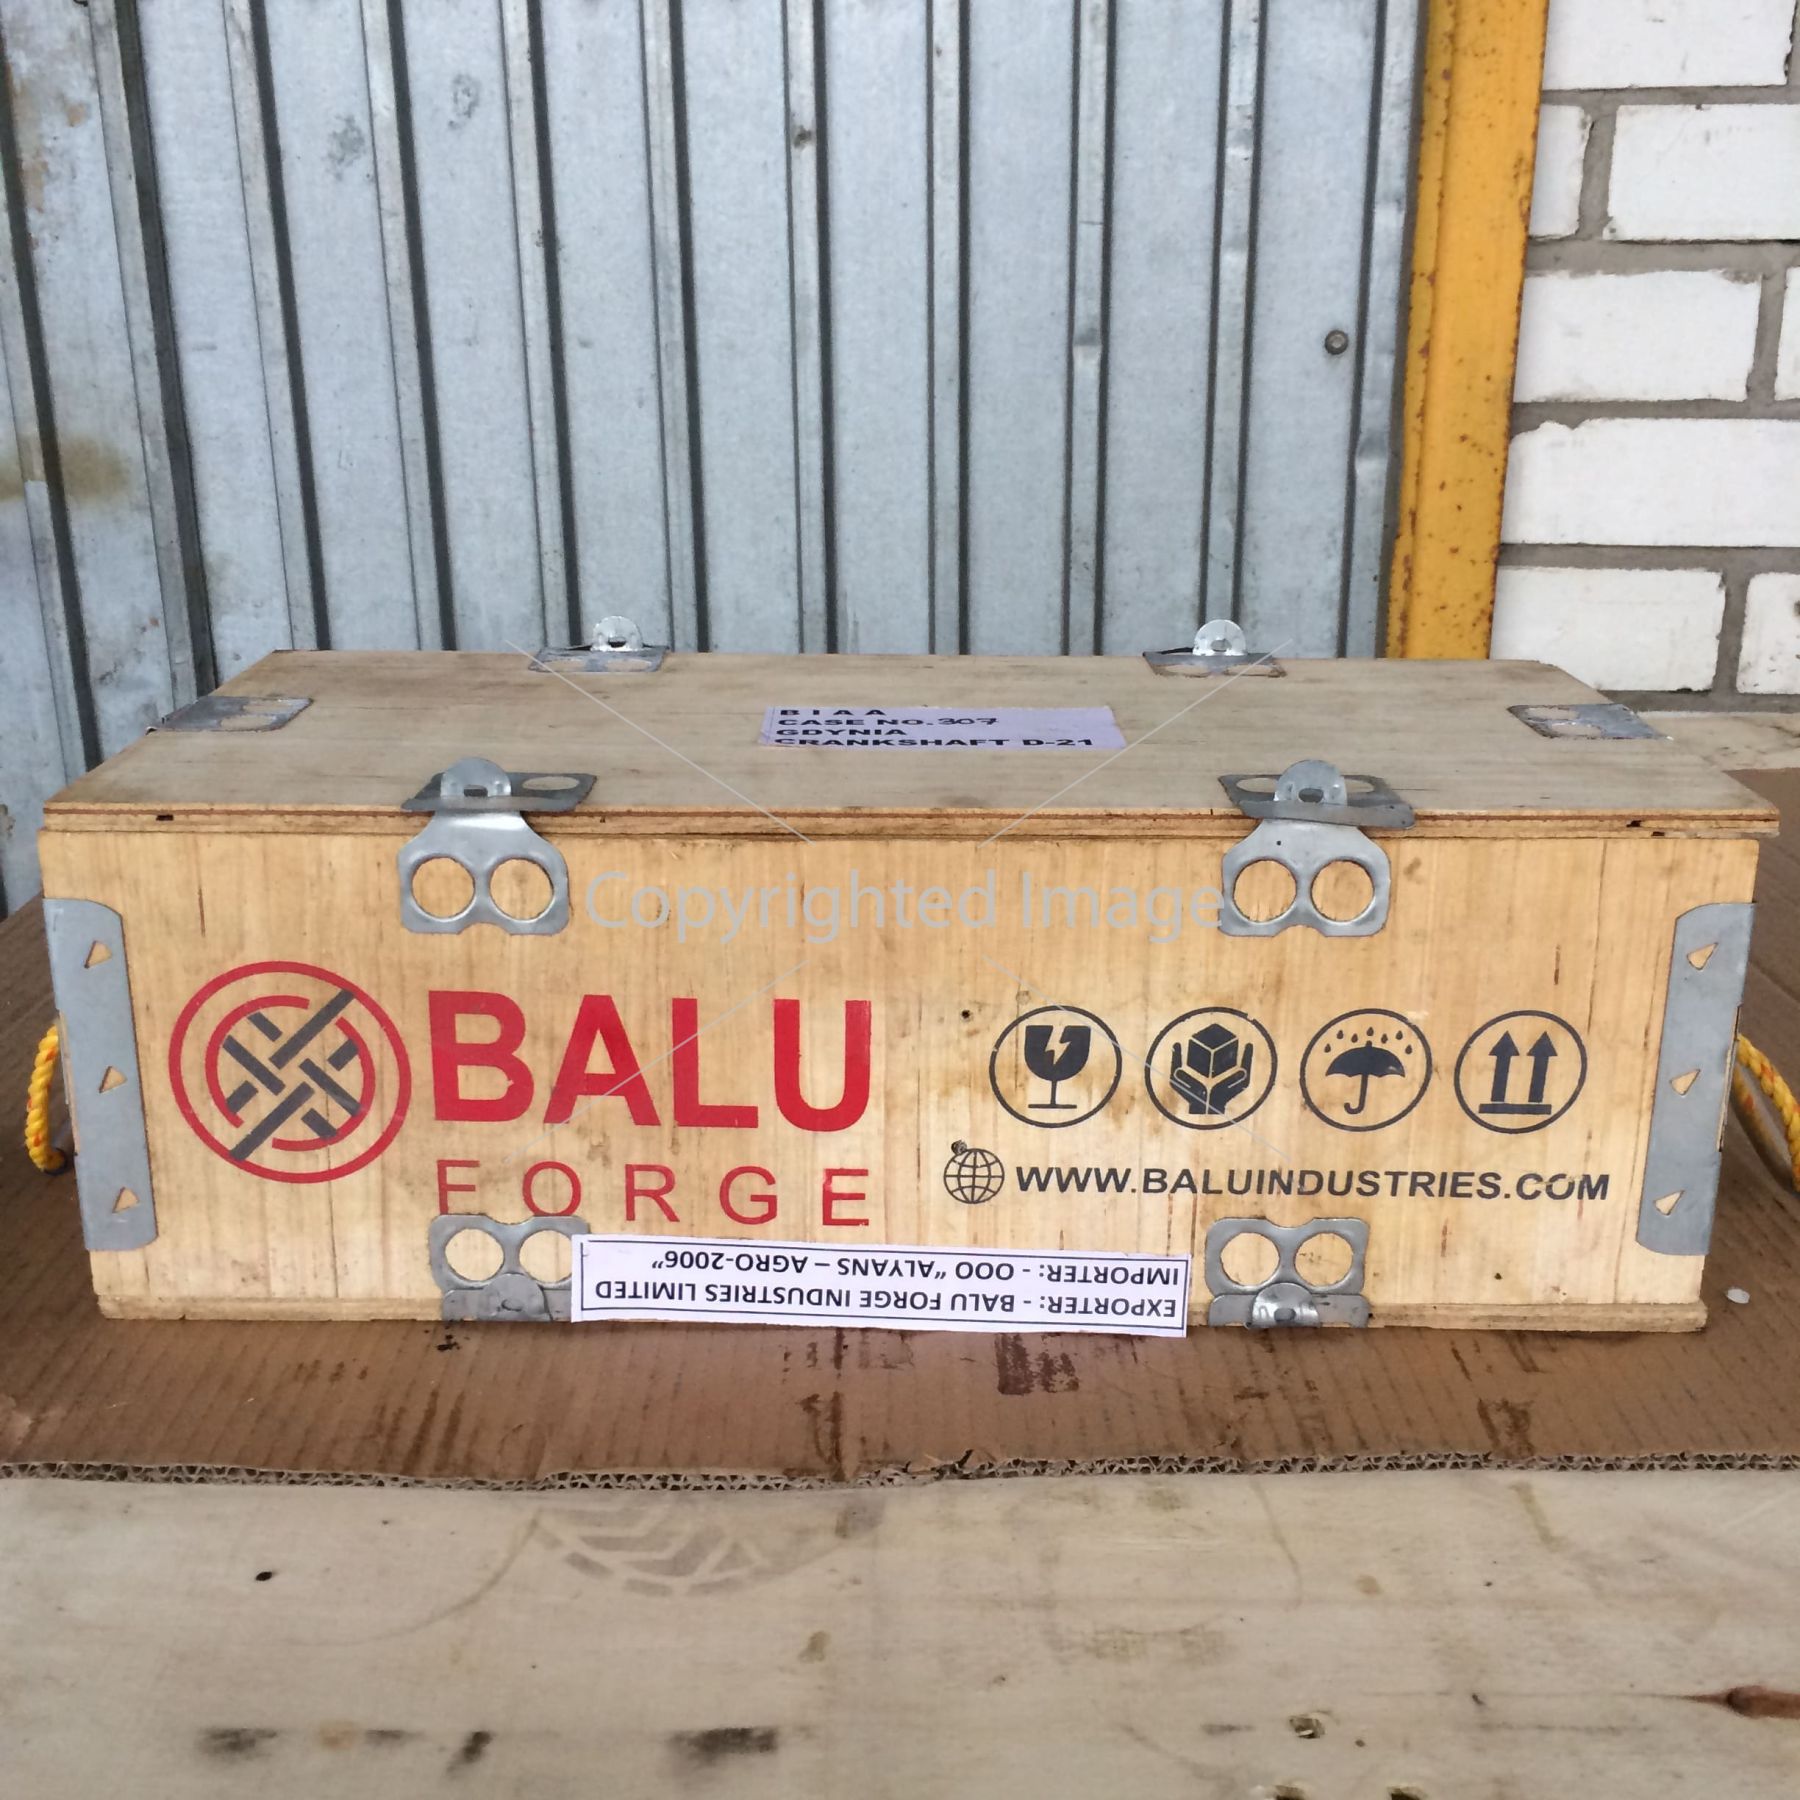 B I A A
CASE NO. 307
GDYNIA
CRANKSHAFT D-21
Copyrighted Image
BALU
FORGE
WWW.BALUINDUSTRIES.COM
EXPORTER: - BALU FORGE INDUSTRIES LIMITED
IMPORTER: - OOO "ALYANS – AGRO-2006"